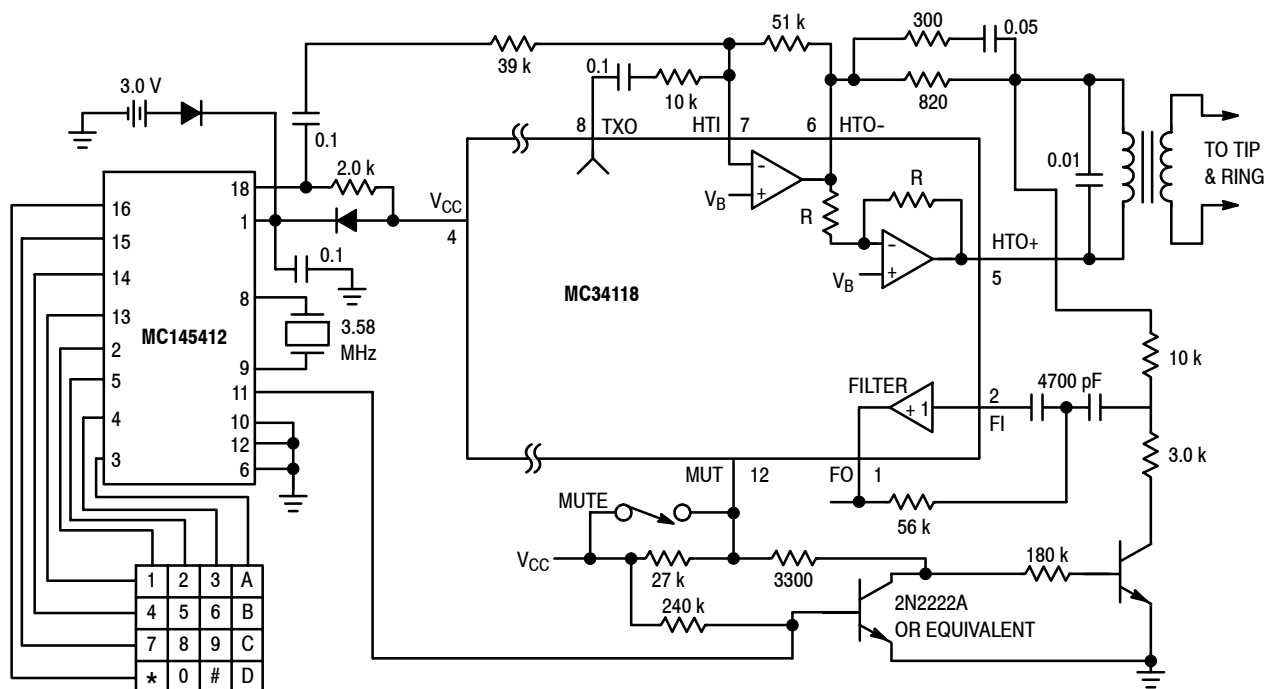 51 k
300
0.05
39 k
0.1
10 k
820
3.0 V
0.1
8 TXO
HTI 7
6 HTO–
0.01
TO TIP
& RING
2.0 k
18
1
VCC
4
VB
–
+
R
R
–
+
VB
HTO+
5
16
15
14
13
2
5
4
3
MC145412
0.1
8
9
3.58
MHz
11
10
12
6
MC34118
FILTER
+ 1
2
FI
4700 pF
10 k
3.0 k
MUT 12
FO 1
56 k
MUTE
VCC
27 k
3300
240 k
180 k
2N2222A
OR EQUIVALENT
1 2 3 A
4 5 6 B
7 8 9 C
* 0 # D